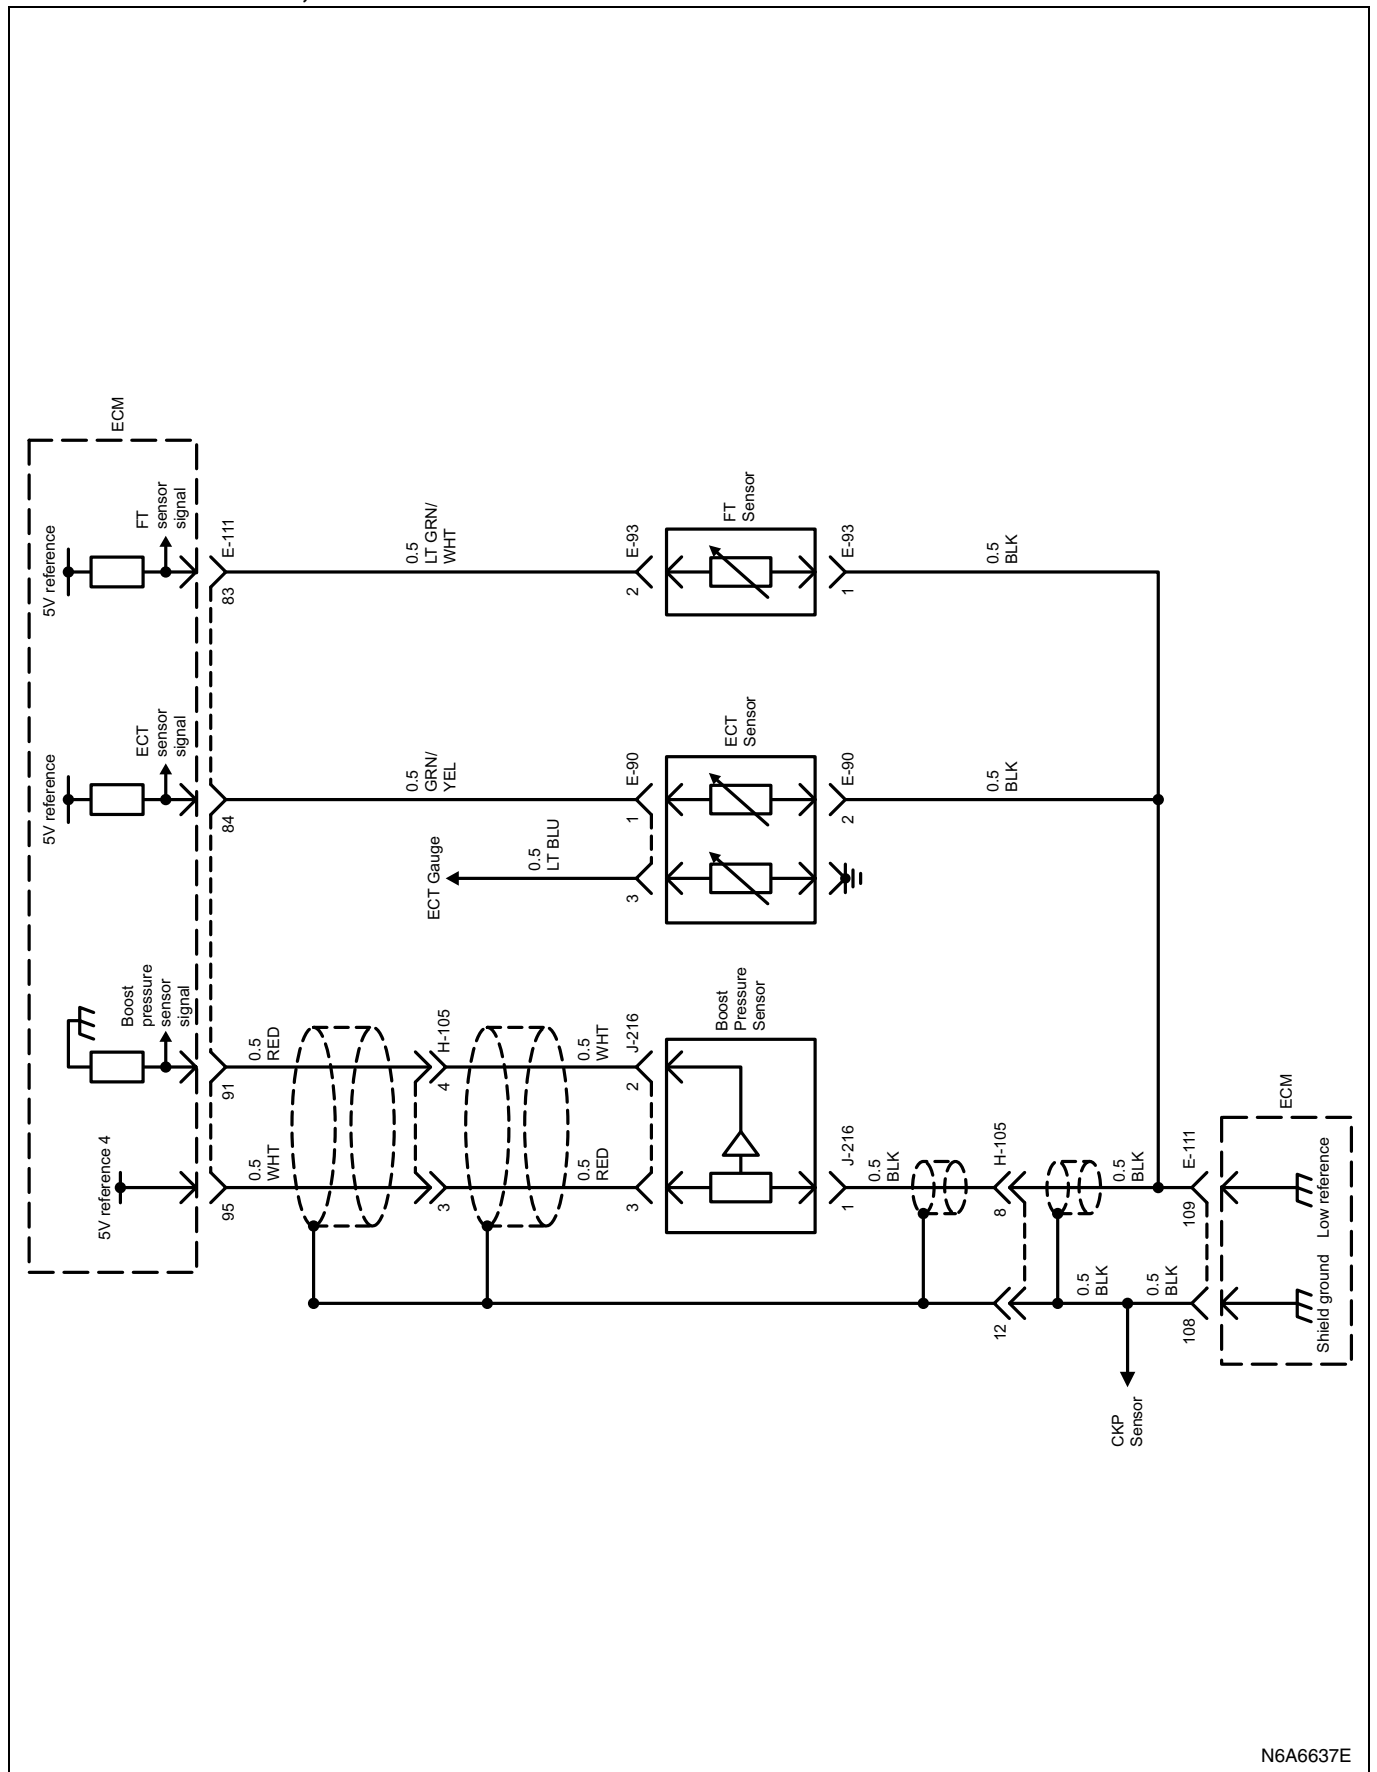 ECM
5V reference 4
Boost
pressure
sensor
signal
5V reference
ECT
sensor
signal
5V reference
FT
sensor
signal
95
91
84
83
E-111
0.5
WHT
0.5
RED
0.5
GRN/
YEL
0.5
LT GRN/
WHT
3
4
H-105
ECT Gauge
0.5
LT BLU
0.5
RED
0.5
WHT
3
2
J-216
3
1
E-90
2
E-93
Boost
Pressure
Sensor
ECT
Sensor
FT
Sensor
1
J-216
2
E-90
1
E-93
0.5
BLK
0.5
BLK
0.5
BLK
12
8
H-105
0.5
BLK
0.5
BLK
0.5
BLK
CKP
Sensor
108
109
E-111
ECM
Shield ground
Low reference
N6A6637E